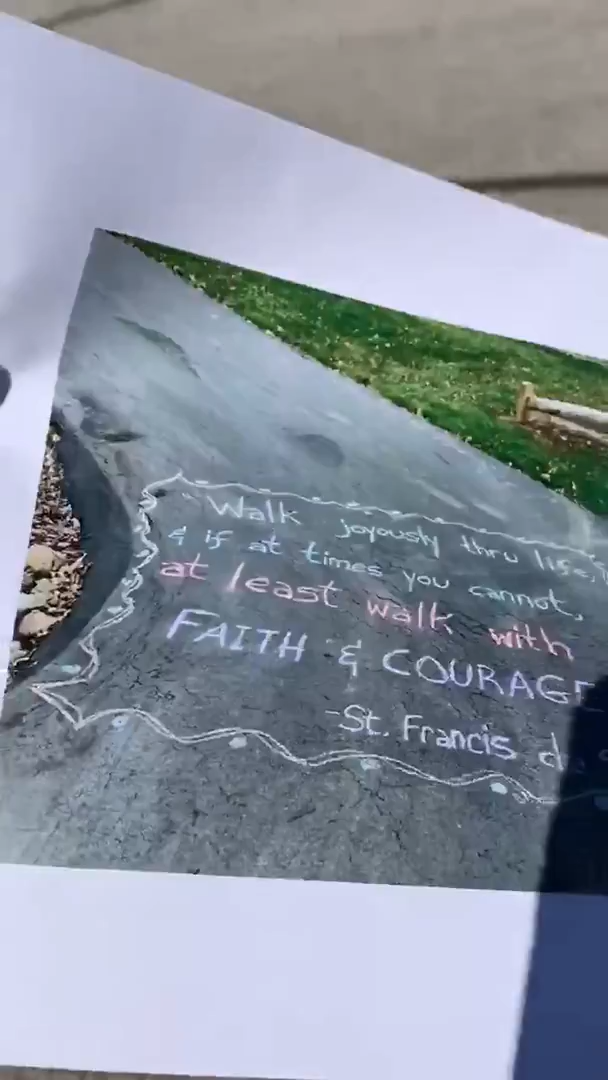 "Walk joyously thru life,
& if at times you cannot,
at least walk with
FAITH & COURAGE
-St. Francis